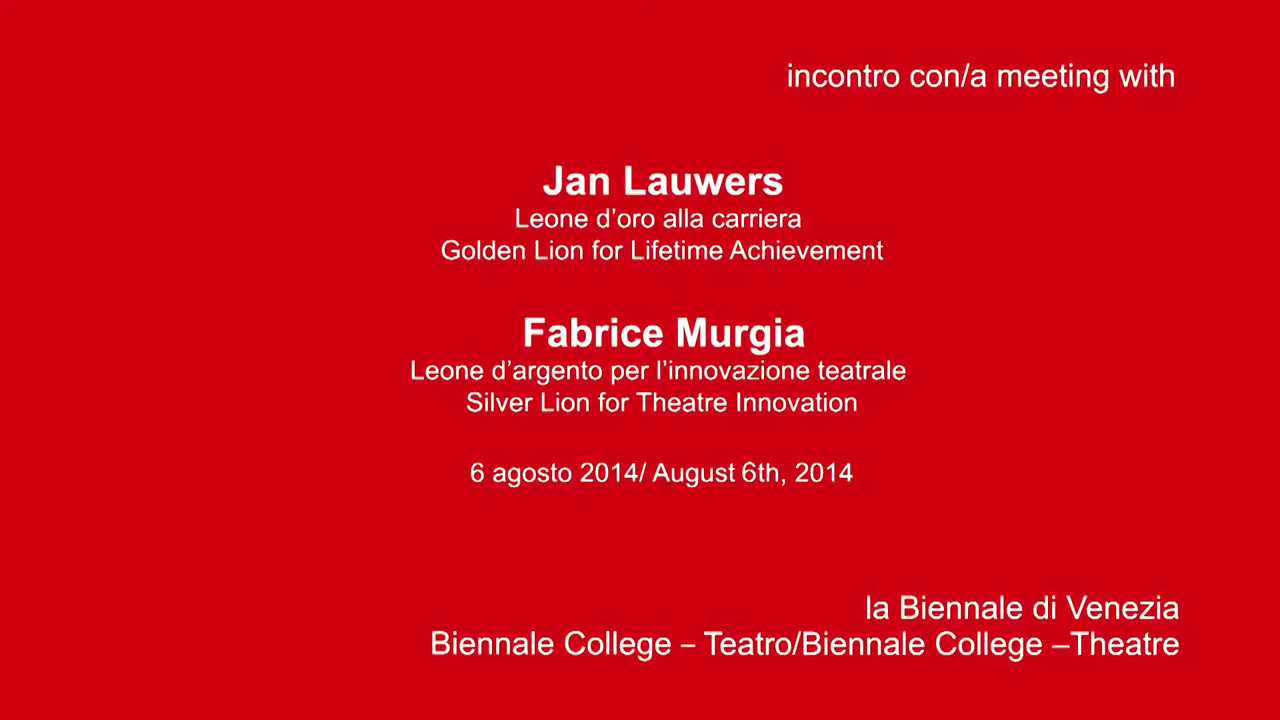 incontro con/a meeting with
Jan Lauwers
Leone d’oro alla carriera
Golden Lion for Lifetime Achievement
Fabrice Murgia
Leone d’argento per l’innovazione teatrale
Silver Lion for Theatre Innovation
6 agosto 2014/ August 6th, 2014
la Biennale di Venezia
Biennale College – Teatro/Biennale College –Theatre